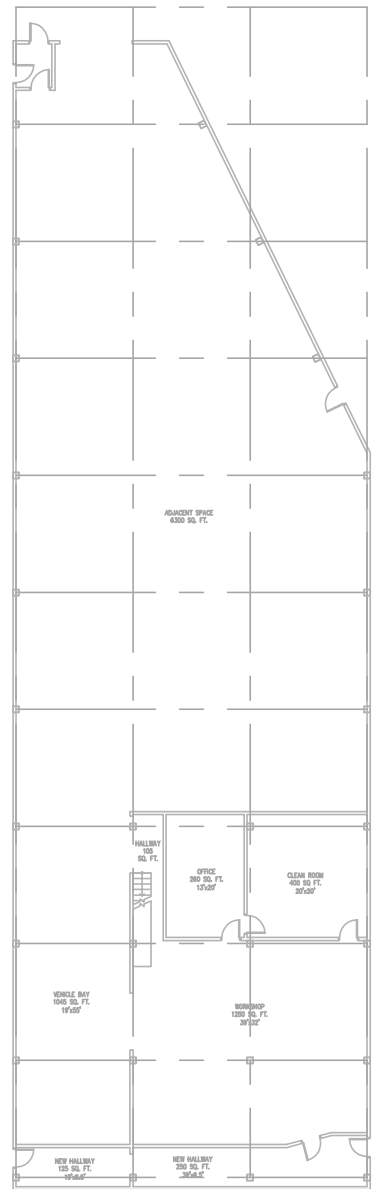 ADJACENT SPACE
6300 SQ. FT.
HALLWAY
105
SQ. FT.
OFFICE
260 SQ. FT.
13'x20'
CLEAN ROOM
400 SQ FT.
20'x20'
VEHICLE BAY
1045 SQ. FT.
19'x55'
WORKSHOP
1250 SQ. FT.
39'x32'
NEW HALLWAY
125 SQ. FT.
NEW HALLWAY
250 SQ. FT.